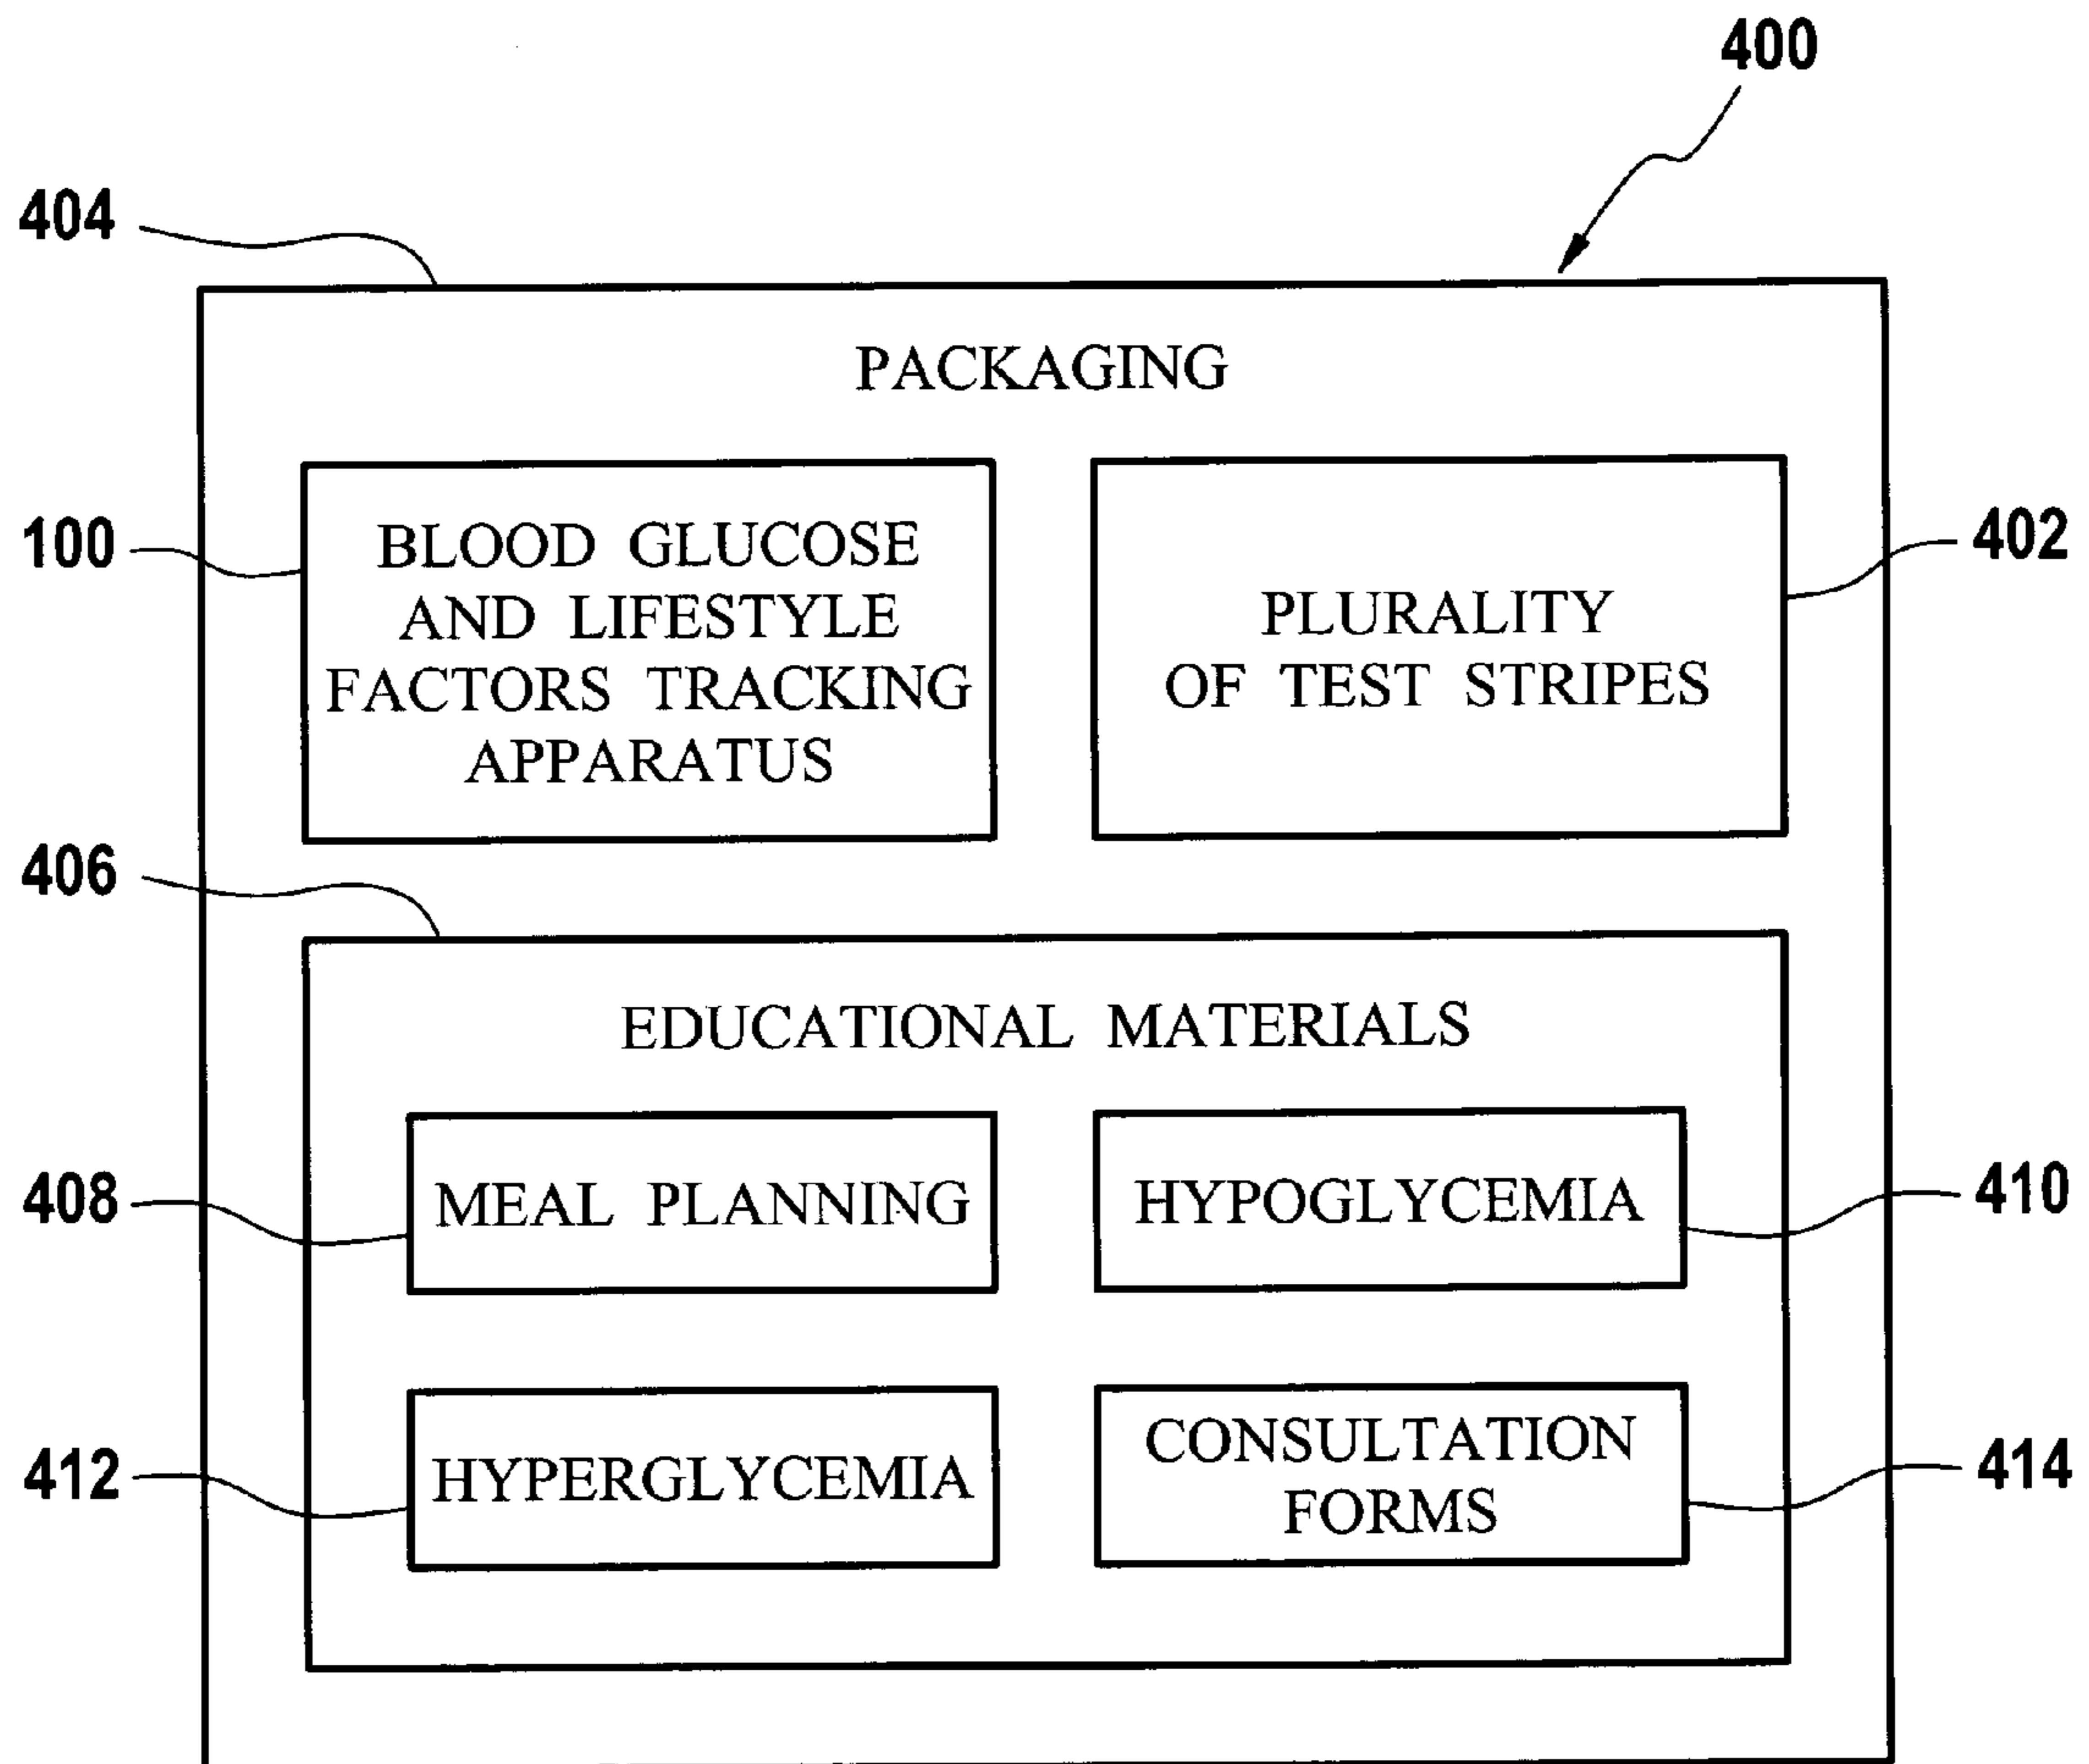 400
404
PACKAGING
100
BLOOD GLUCOSE
AND LIFESTYLE
FACTORS TRACKING
APPARATUS
PLURALITY
OF TEST STRIPES
402
406
EDUCATIONAL MATERIALS
408
MEAL PLANNING
HYPOGLYCEMIA
410
412
HYPERGLYCEMIA
CONSULTATION
FORMS
414